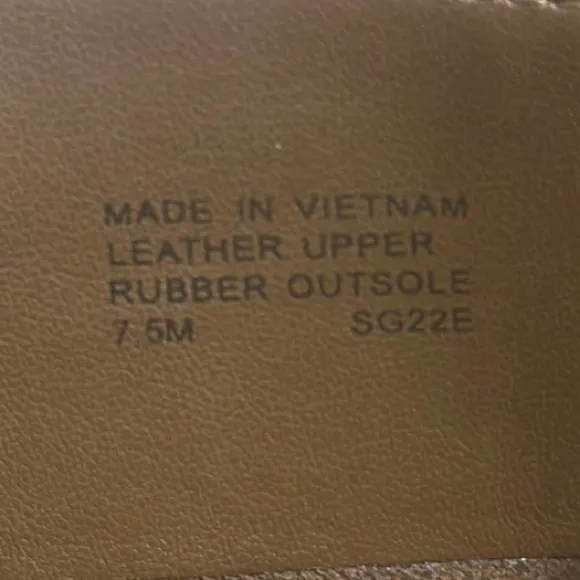 MADE IN VIETNAM
LEATHER UPPER
RUBBER OUTSOLE
7.5M SG22E